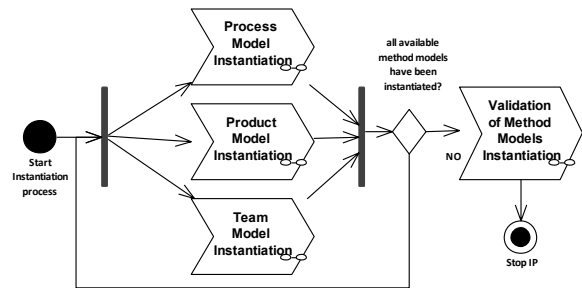 Process
Model
Instantiation
all available
method models
have been
instantiated?
Product
Model
Instantiation
Validation
of Method
Models
Instantiation
Start
Instantiation
process
NO
Team
Model
Instantiation
Stop IP